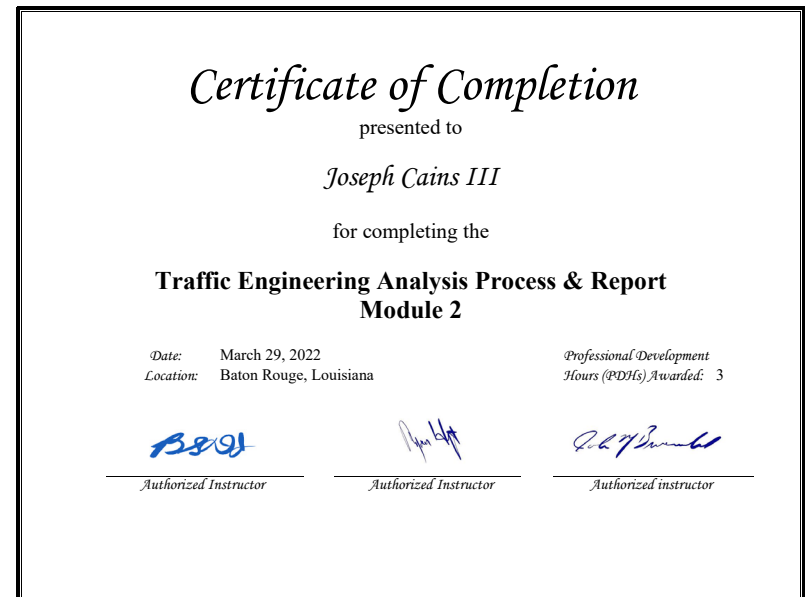 Certificate of Completion
presented to
Joseph Cains III
for completing the
Traffic Engineering Analysis Process & Report
Module 2
Date: March 29, 2022
Location: Baton Rouge, Louisiana
Professional Development
Hours (PDHs) Awarded: 3
Authorized Instructor
Authorized Instructor
Authorized instructor